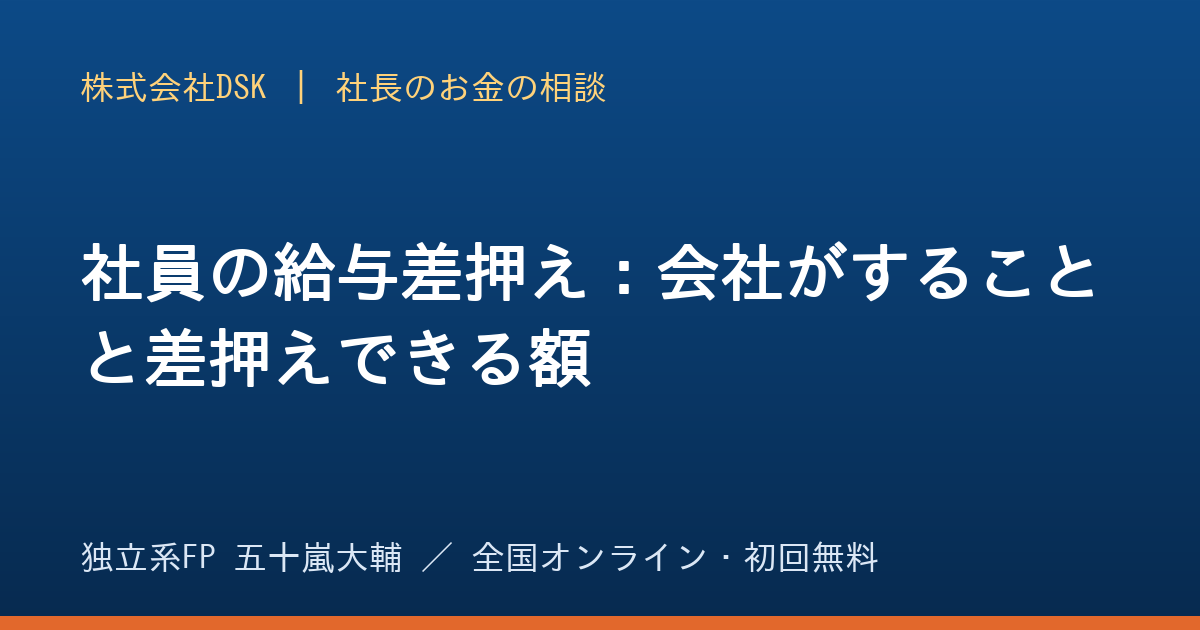 株式会社DSK ｜ 社長のお金の相談
社員の給与差押え：会社がすること
と差押えできる額
独立系FP 五十嵐大輔 ／ 全国オンライン・初回無料